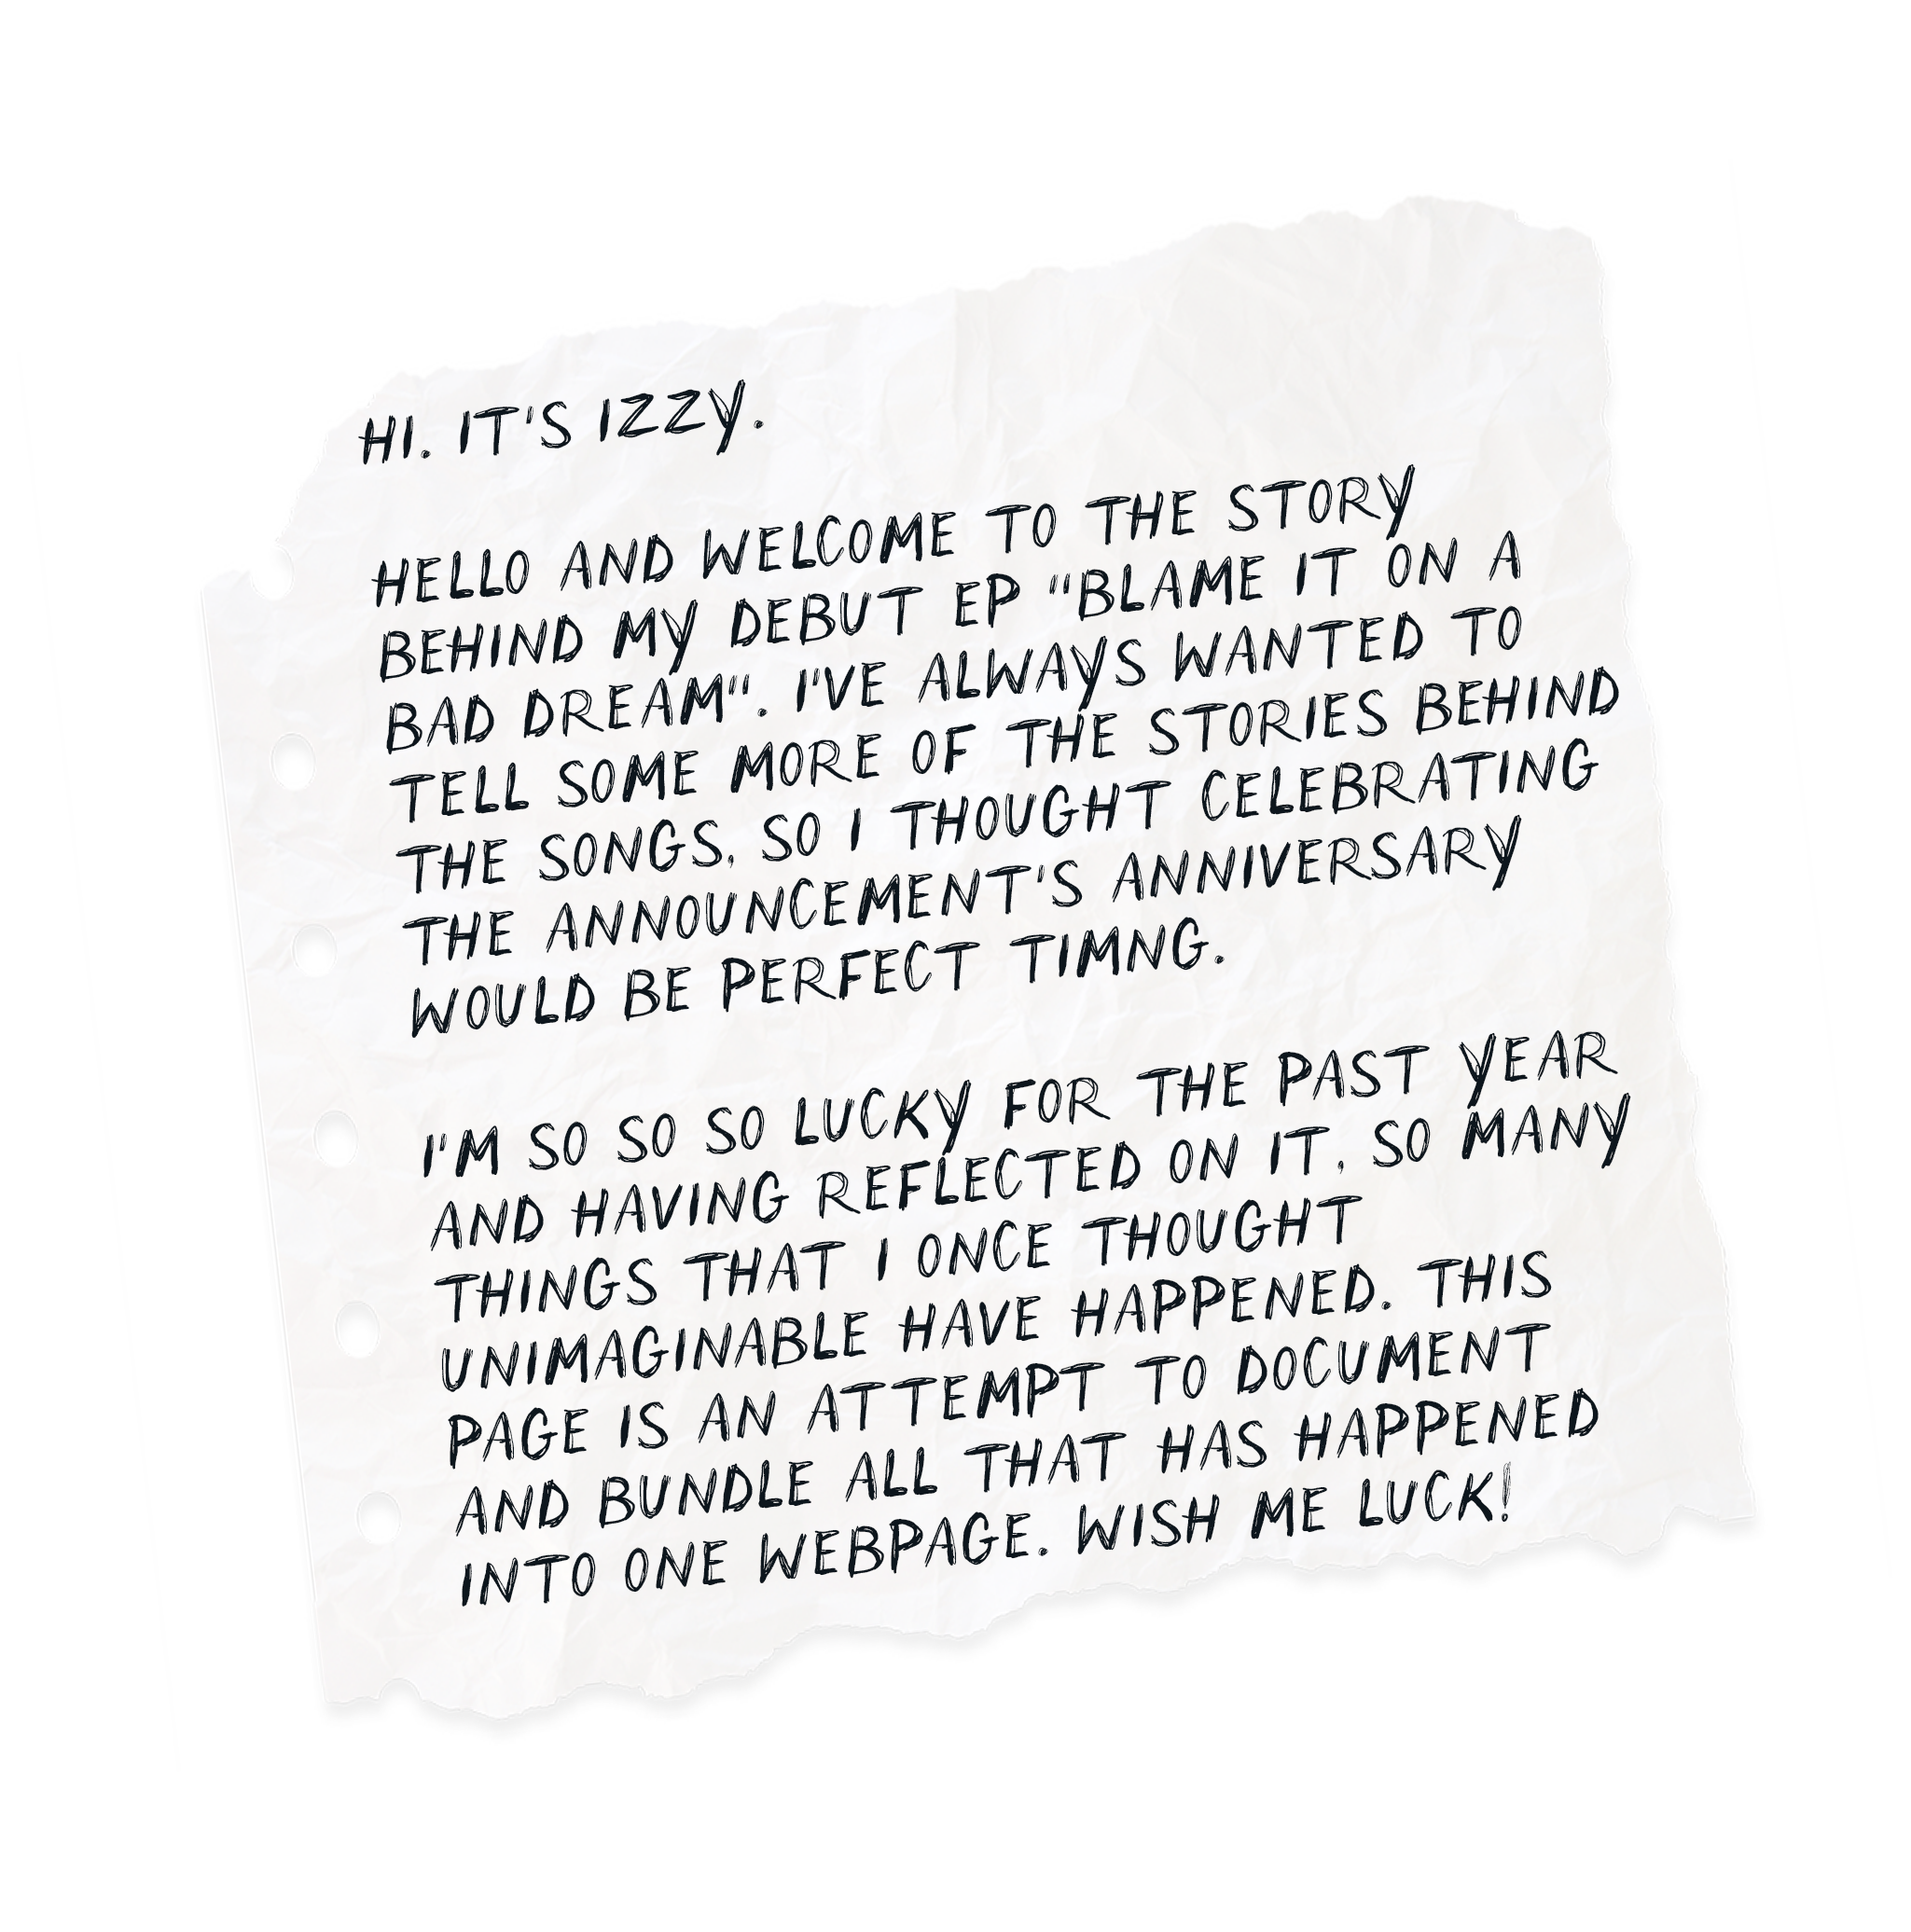 HI. IT'S IZZY.
HELLO AND WELCOME TO THE STORY
BEHIND MY DEBUT EP "BLAME IT ON A
BAD DREAM". I'VE ALWAYS WANTED TO
TELL SOME MORE OF THE STORIES BEHIND
THE SONGS, SO I THOUGHT CELEBRATING
THE ANNOUNCEMENT'S ANNIVERSARY
WOULD BE PERFECT TIMNG.
I'M SO SO SO LUCKY FOR THE PAST YEAR
AND HAVING REFLECTED ON IT, SO MANY
THINGS THAT I ONCE THOUGHT
UNIMAGINABLE HAVE HAPPENED. THIS
PAGE IS AN ATTEMPT TO DOCUMENT
AND BUNDLE ALL THAT HAS HAPPENED
INTO ONE WEBPAGE. WISH ME LUCK!